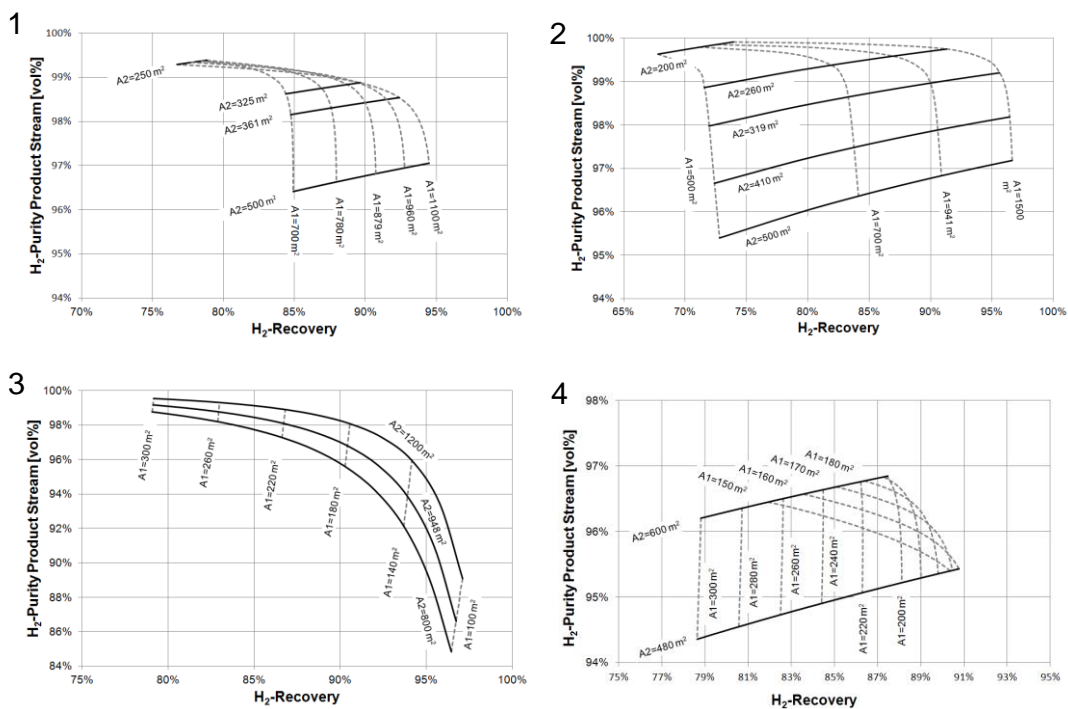 1
H2-Purity Product Stream [vol%]
100%
99%
98%
97%
96%
95%
94%
A2=250 m²
A2=325 m²
A2=361 m²
A2=500 m²
A1=700 m²
A1=780 m²
A1=879 m²
A1=960 m²
A1=1100 m²
70%
75%
80%
85%
90%
95%
100%
H2-Recovery
2
H2-Purity Product Stream [vol%]
100%
99%
98%
97%
96%
95%
94%
A2=200 m²
A2=260 m²
A2=319 m²
A2=410 m²
A2=500 m²
A1=500
m²
A1=700 m²
A1=941 m²
A1=1500
m²
65%
70%
75%
80%
85%
90%
95%
100%
H2-Recovery
3
H2-Purity Product Stream [vol%]
100%
98%
96%
94%
92%
90%
88%
86%
84%
A1=300 m²
A1=260 m²
A1=220 m²
A1=180 m²
A1=140 m²
A1=100 m²
A2=1200 m²
A2=948 m²
A2=800 m²
75%
80%
85%
90%
95%
100%
H2-Recovery
4
H2-Purity Product Stream [vol%]
98%
97%
96%
95%
94%
A1=150 m²
A1=160 m²
A1=170 m²
A1=180 m²
A2=600 m²
A2=480 m²
A1=300 m²
A1=280 m²
A1=260 m²
A1=240 m²
A1=220 m²
A1=200 m²
75%
77%
79%
81%
83%
85%
87%
89%
91%
93%
95%
H2-Recovery